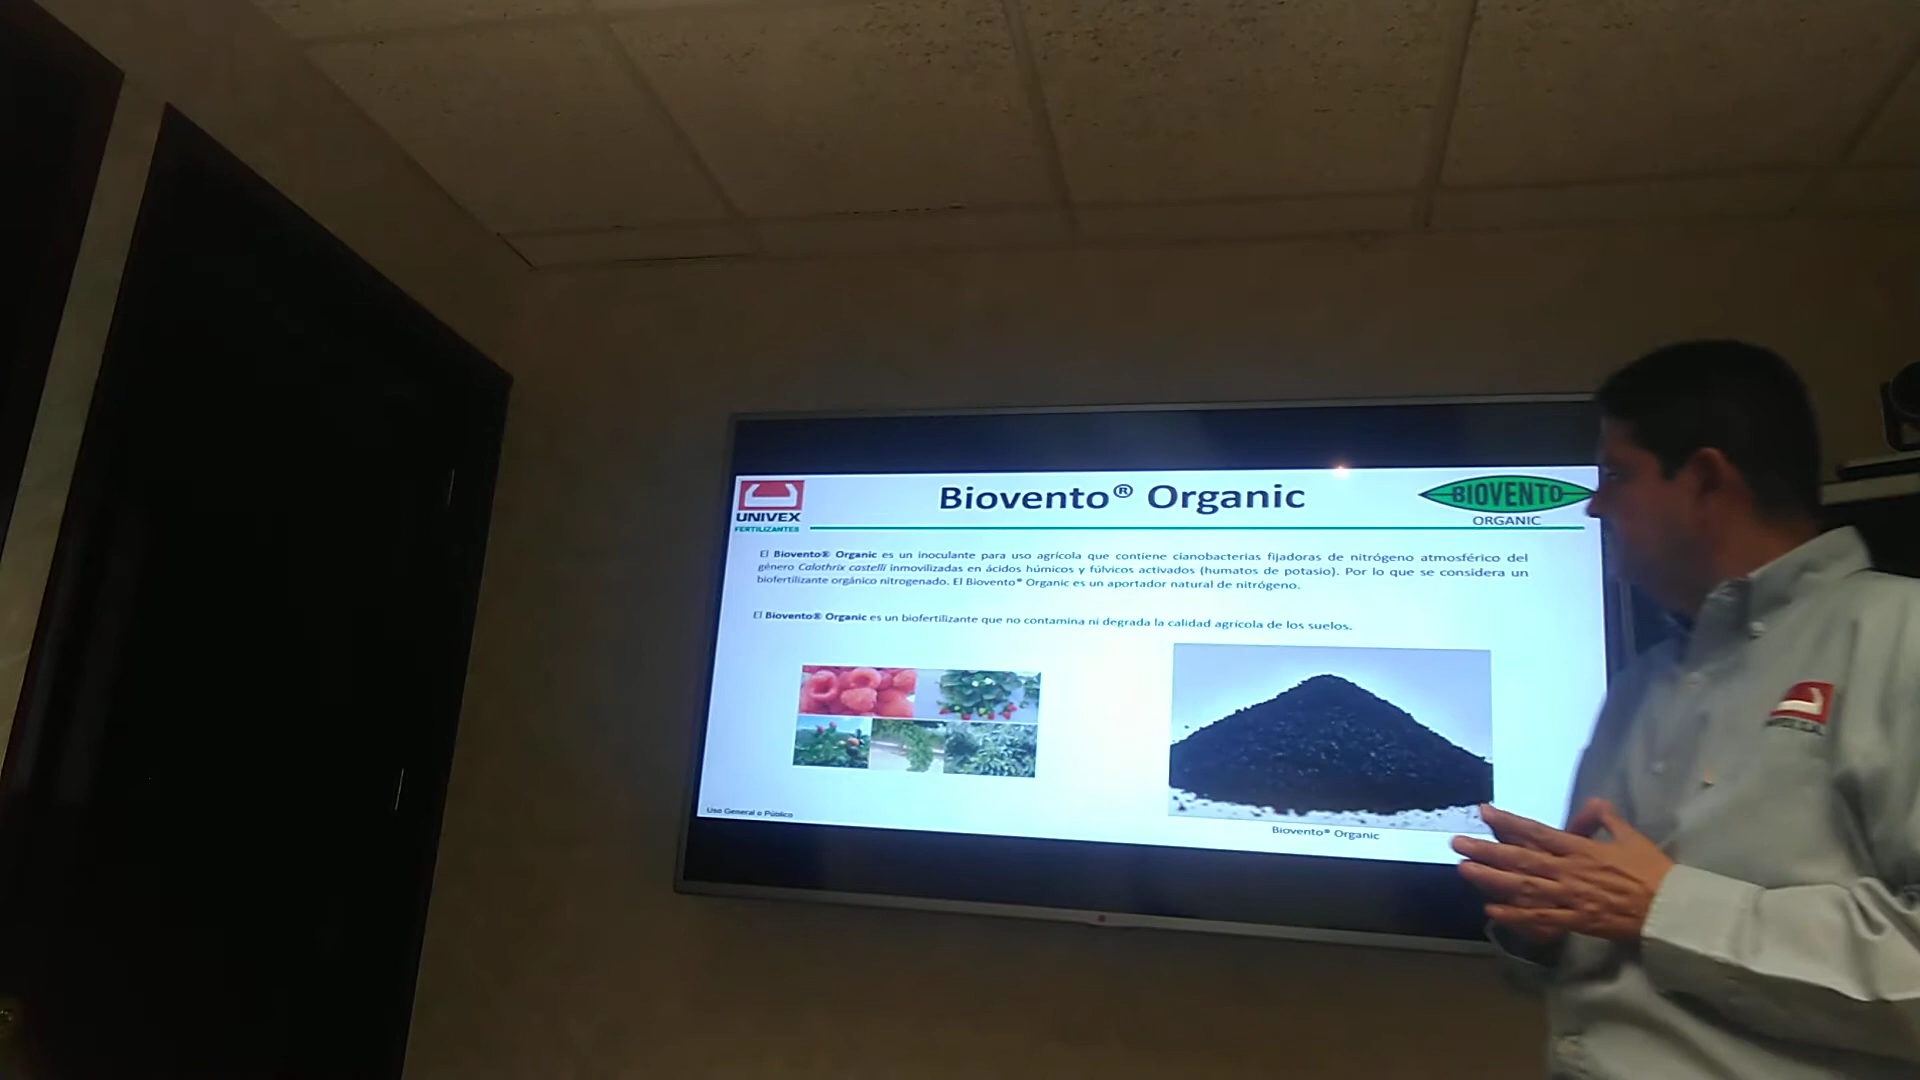 UNIVEX
FERTILIZANTES
Biovento® Organic
BIOVENTO
ORGANIC
El Biovento® Organic es un inoculante para uso agrícola que contiene cianobacterias fijadoras de nitrógeno atmosférico del
género Calothrix castelli inmovilizadas en ácidos húmicos y fúlvicos activados (humatos de potasio). Por lo que se considera un
biofertilizante orgánico nitrogenado. El Biovento® Organic es un aportador natural de nitrógeno.
El Biovento® Organic es un biofertilizante que no contamina ni degrada la calidad agrícola de los suelos.
Uso General o Público
Biovento® Organic
UNIVEX